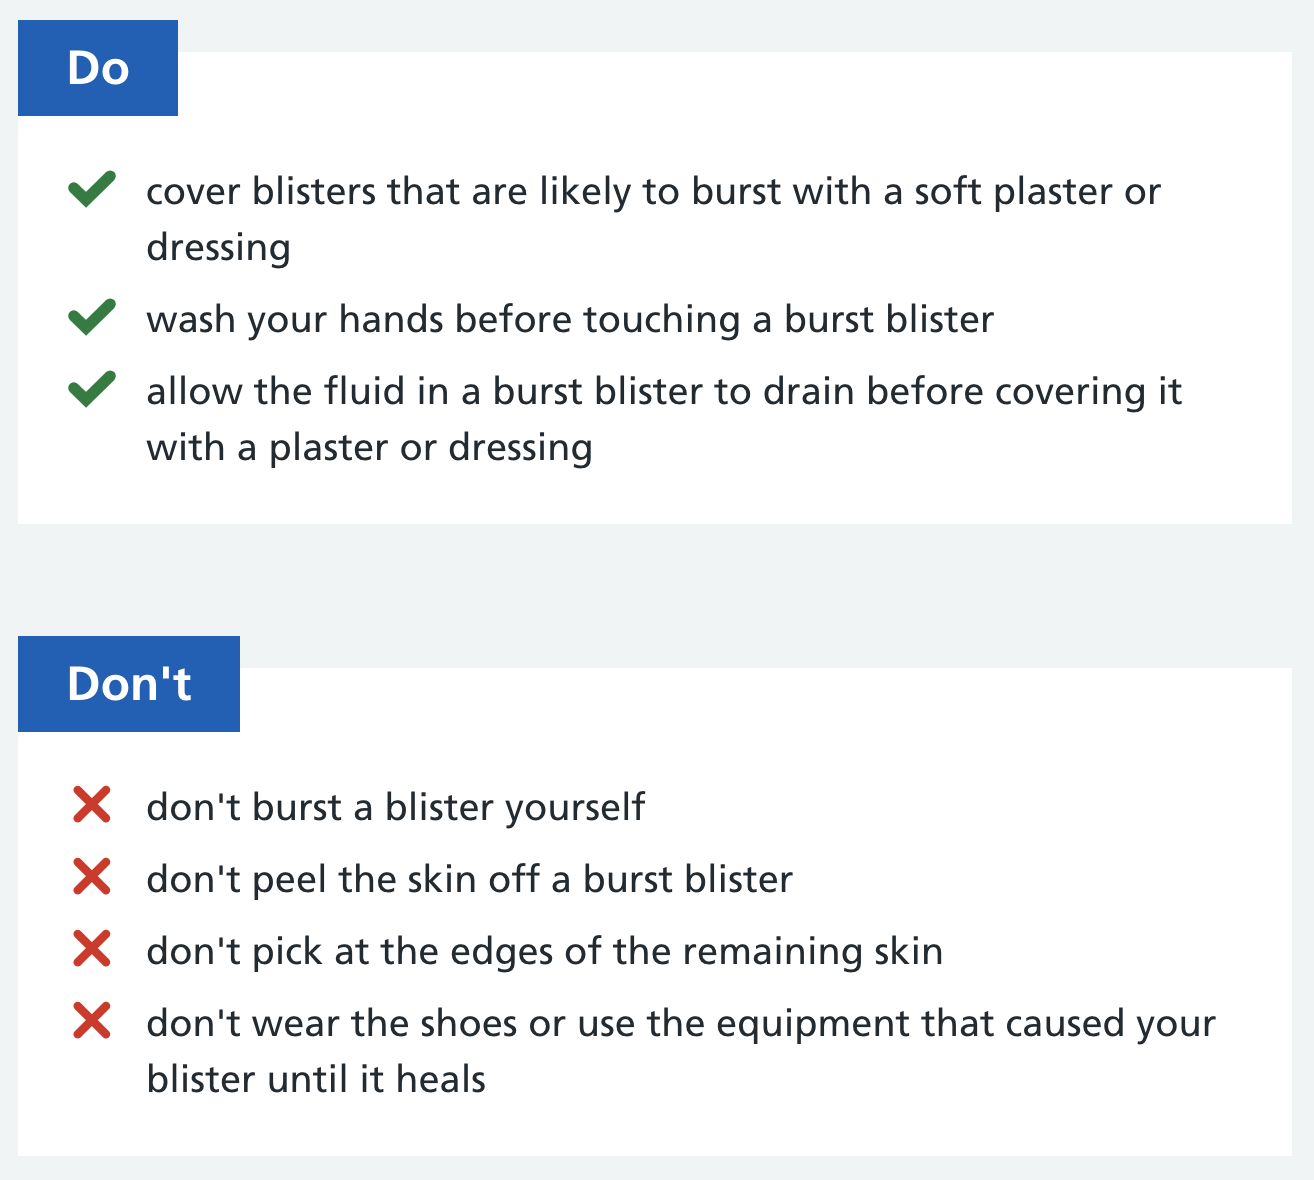 Do
cover blisters that are likely to burst with a soft plaster or
dressing
wash your hands before touching a burst blister
allow the fluid in a burst blister to drain before covering it
with a plaster or dressing
Don't
don't burst a blister yourself
don't peel the skin off a burst blister
don't pick at the edges of the remaining skin
don't wear the shoes or use the equipment that caused your
blister until it heals